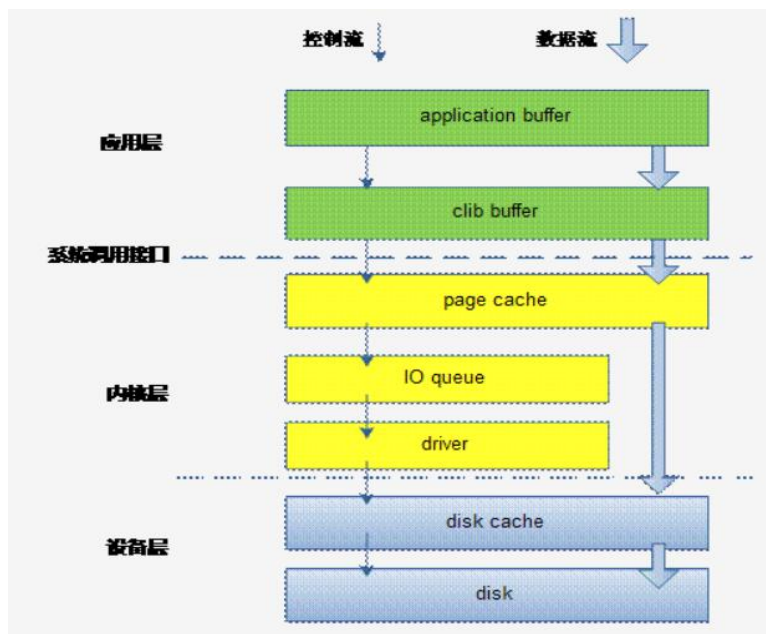 控制流
数据流
应用层
application buffer
clib buffer
系统调用接口
page cache
内核层
IO queue
driver
设备层
disk cache
disk